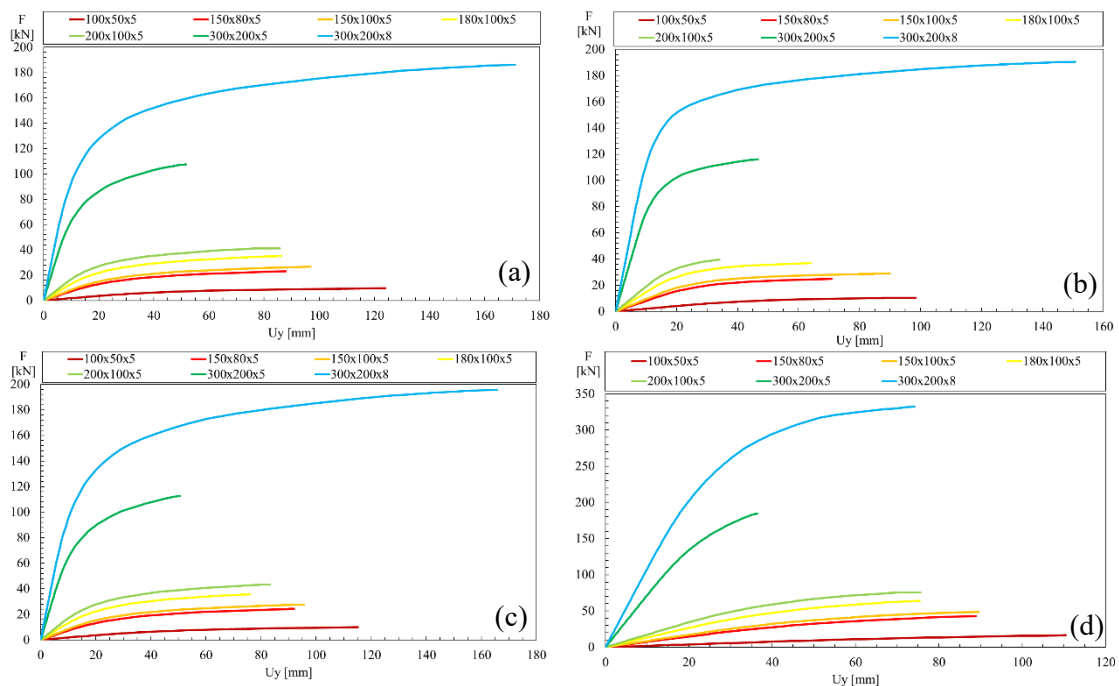 F
[kN]
100x50x5 150x80x5 150x100x5 180x100x5
200x100x5 300x200x5 300x200x8
200
180
160
140
120
100
80
60
40
20
0
0 20 40 60 80 100 120 140 160 180
Uy [mm]
(a)
F
[kN]
100x50x5 150x80x5 150x100x5 180x100x5
200x100x5 300x200x5 300x200x8
200
180
160
140
120
100
80
60
40
20
0
0 20 40 60 80 100 120 140 160
Uy [mm]
(b)
F
[kN]
100x50x5 150x80x5 150x100x5 180x100x5
200x100x5 300x200x5 300x200x8
200
180
160
140
120
100
80
60
40
20
0
0 20 40 60 80 100 120 140 160 180
Uy [mm]
(c)
F
[kN]
100x50x5 150x80x5 150x100x5 180x100x5
200x100x5 300x200x5 300x200x8
350
300
250
200
150
100
50
0
0 20 40 60 80 100 120
Uy [mm]
(d)